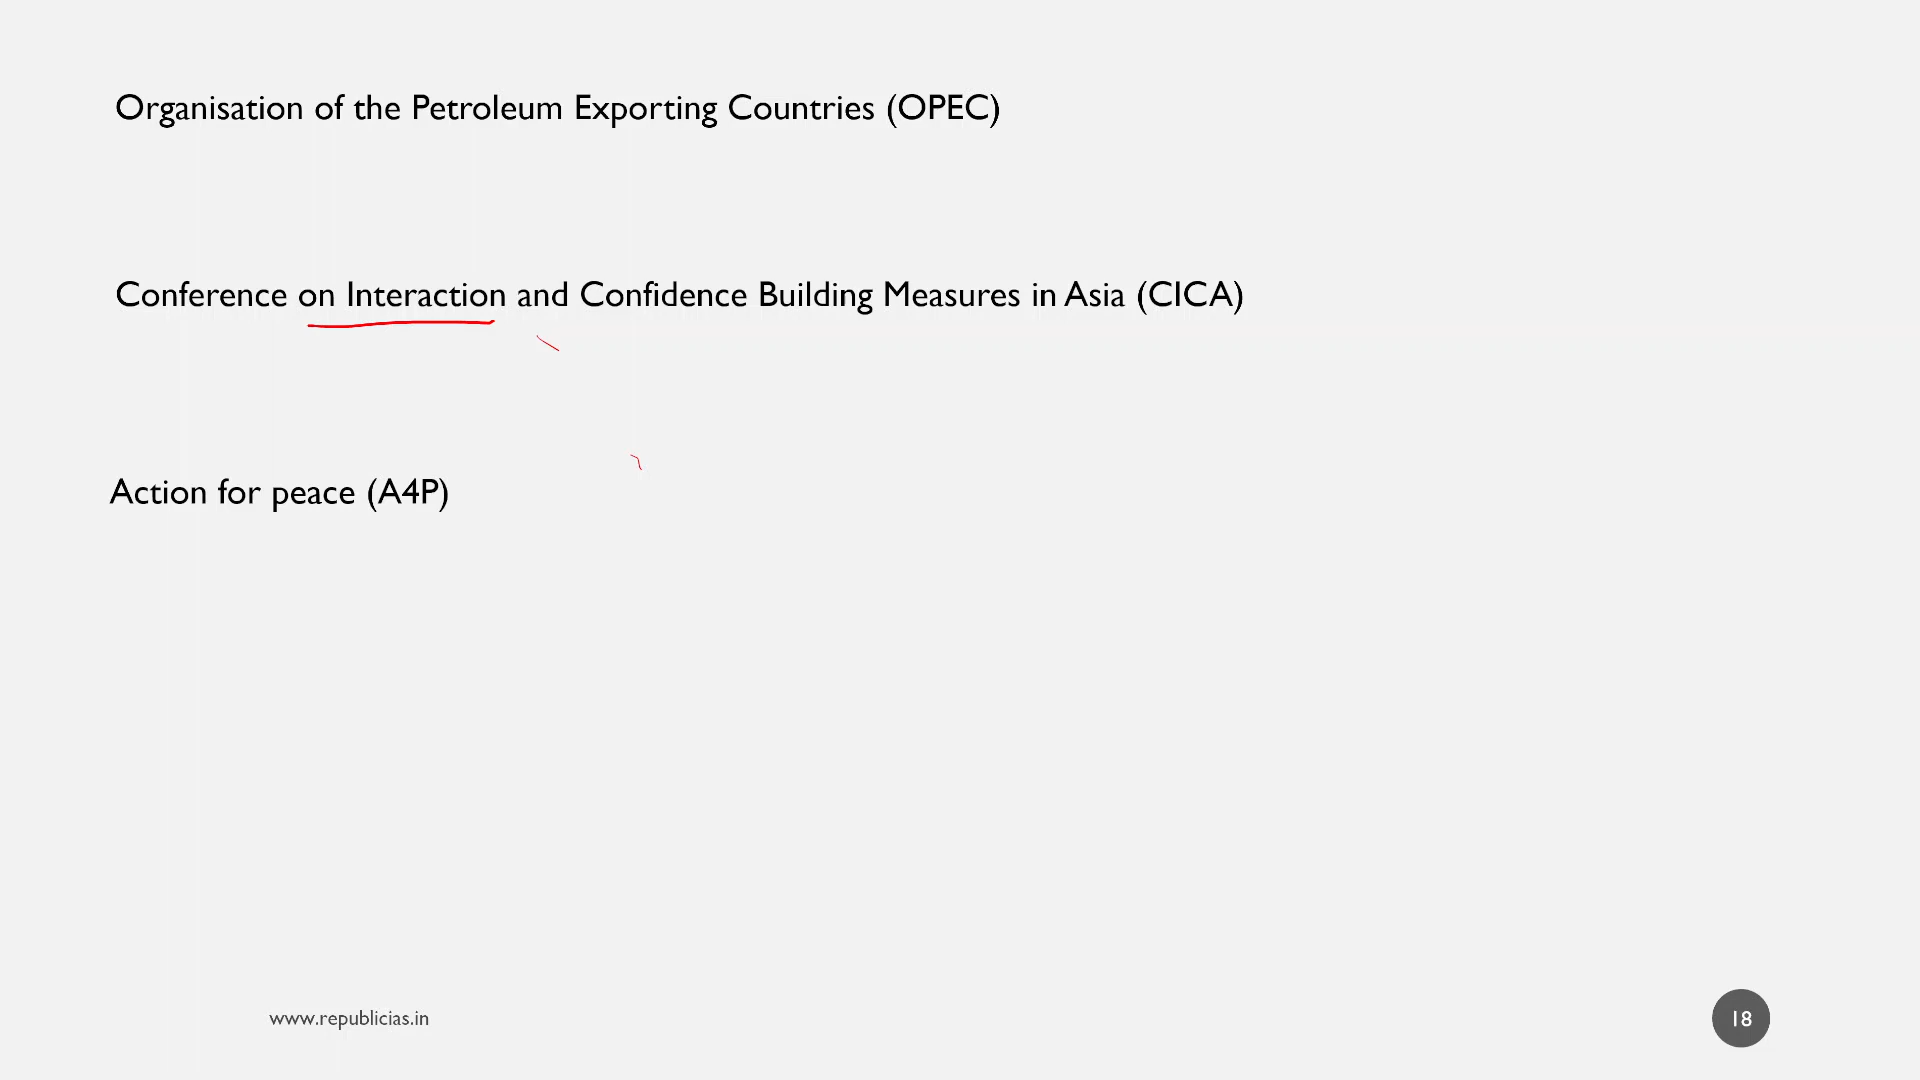 Organisation of the Petroleum Exporting Countries (OPEC)
Conference on Interaction and Confidence Building Measures in Asia (CICA)
Action for peace (A4P)
www.republicias.in
18